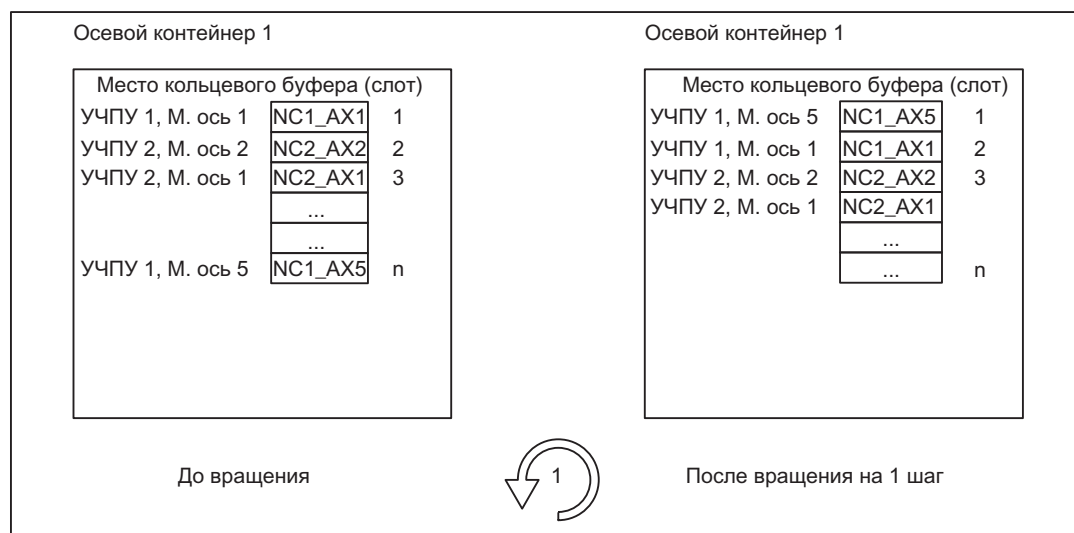 Осевой контейнер 1
Место кольцевого буфера (слот)
УЧПУ 1, М. ось 1 NC1_AX1 1
УЧПУ 2, М. ось 2 NC2_AX2 2
УЧПУ 2, М. ось 1 NC2_AX1 3
...
...
УЧПУ 1, М. ось 5 NC1_AX5 n
До вращения
1
Осевой контейнер 1
Место кольцевого буфера (слот)
УЧПУ 1, М. ось 5 NC1_AX5 1
УЧПУ 1, М. ось 1 NC1_AX1 2
УЧПУ 2, М. ось 2 NC2_AX2 3
УЧПУ 2, М. ось 1 NC2_AX1
...
... n
После вращения на 1 шаг